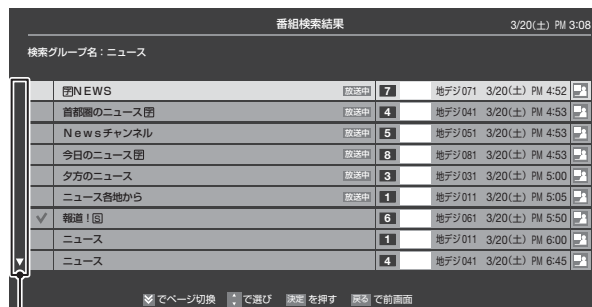 番組検索結果 3/20(土) PM 3:08
検索グループ名:ニュース
🈑NEWS 放送中 7 地デジ071 3/20(土) PM 4:52
首都圏のニュース🈑 放送中 4 地デジ041 3/20(土) PM 4:53
Newsチャンネル 放送中 5 地デジ051 3/20(土) PM 4:53
今日のニュース🈑 放送中 8 地デジ081 3/20(土) PM 4:53
夕方のニュース 放送中 3 地デジ031 3/20(土) PM 5:00
ニュース各地から 放送中 1 地デジ011 3/20(土) PM 5:05
報道!🅂 6 地デジ061 3/20(土) PM 5:50
ニュース 1 地デジ011 3/20(土) PM 6:00
ニュース 4 地デジ041 3/20(土) PM 6:45
でページ切換 で選び 決定 を押す 戻る で前画面